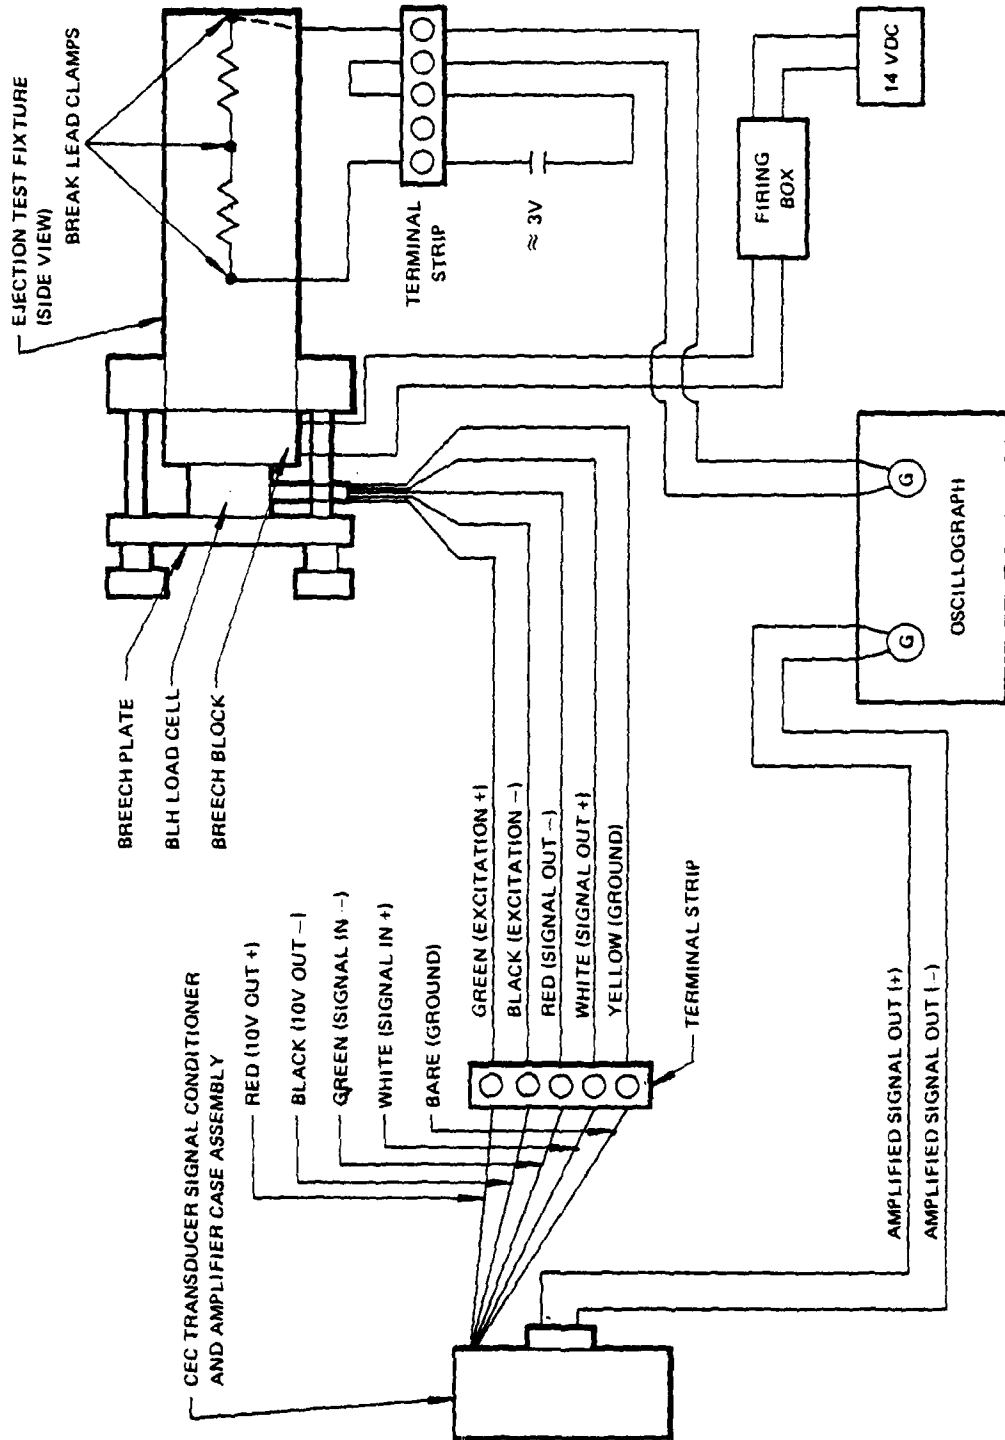 EJECTION TEST FIXTURE
(SIDE VIEW)
BREAK LEAD CLAMPS
TERMINAL
STRIP
≈ 3V
FIRING
BOX
14 VDC
BREECH PLATE
BLH LOAD CELL
BREECH BLOCK
GREEN (EXCITATION +)
BLACK (EXCITATION –)
RED (SIGNAL OUT –)
WHITE (SIGNAL OUT +)
YELLOW (GROUND)
TERMINAL STRIP
CEC TRANSDUCER SIGNAL CONDITIONER
AND AMPLIFIER CASE ASSEMBLY
RED (10V OUT +)
BLACK (10V OUT –)
GREEN (SIGNAL IN –)
WHITE (SIGNAL IN +)
BARE (GROUND)
AMPLIFIED SIGNAL OUT (+)
AMPLIFIED SIGNAL OUT (–)
G
G
OSCILLOGRAPH